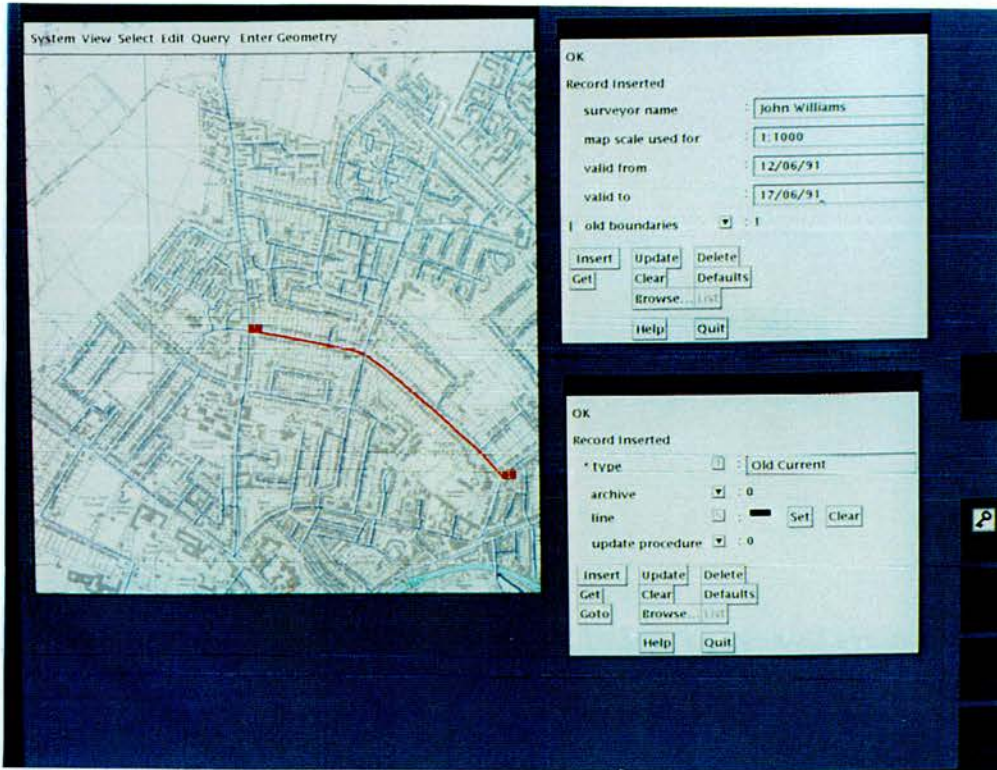 System View Select Edit Query Enter Geometry
OK
Record Inserted
surveyor name : John Williams
map scale used for : 1:1000
valid from : 12/06/91
valid to : 17/06/91
old boundaries : 1
Insert Update Delete
Get Clear Defaults
Browse... List
Help Quit
OK
Record Inserted
* type : Old Current
archive : 0
line : Set Clear
update procedure : 0
Insert Update Delete
Get Clear Defaults
Goto Browse... List
Help Quit